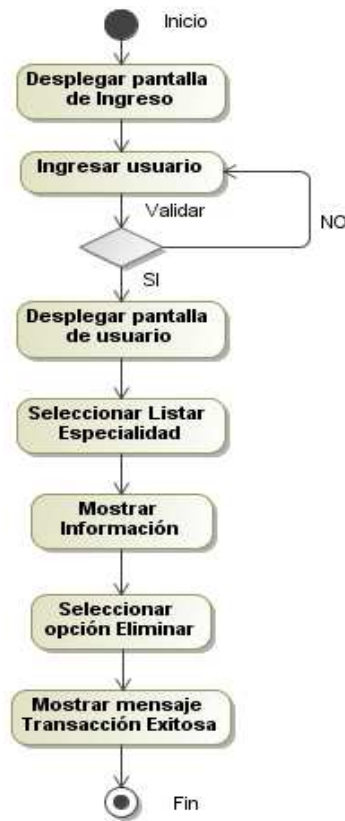 Inicio
Desplegar pantalla
de Ingreso
Ingresar usuario
Validar
NO
SI
Desplegar pantalla
de usuario
Seleccionar Listar
Especialidad
Mostrar
Información
Seleccionar
opción Eliminar
Mostrar mensaje
Transacción Exitosa
Fin